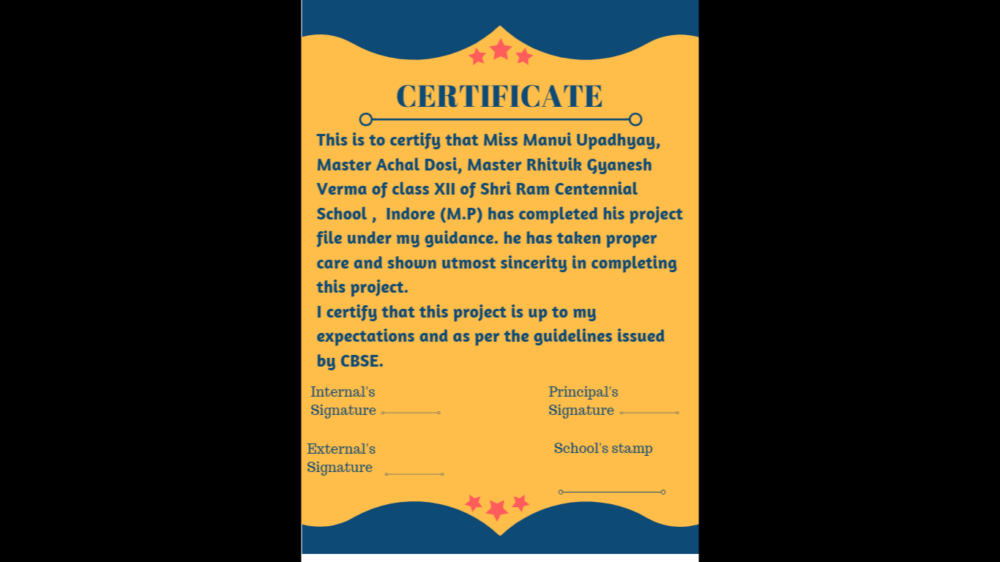 CERTIFICATE
This is to certify that Miss Manvi Upadhyay,
Master Achal Dosi, Master Rhitvik Gyanesh
Verma of class XII of Shri Ram Centennial
School ,  Indore (M.P) has completed his project
file under my guidance. he has taken proper
care and shown utmost sincerity in completing
this project.
I certify that this project is up to my
expectations and as per the guidelines issued
by CBSE.
Internal's
Signature
Principal's
Signature
External's
Signature
School's stamp